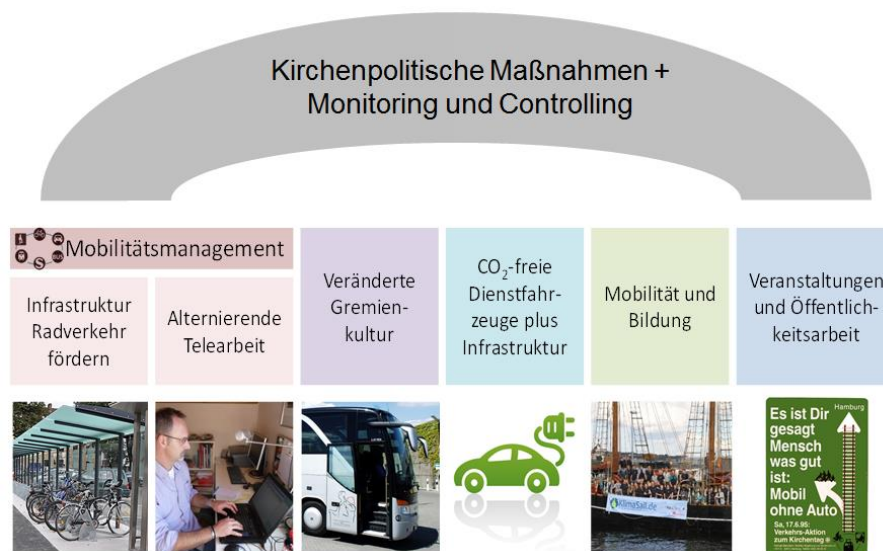 Kirchenpolitische Maßnahmen +
Monitoring und Controlling
Mobilitätsmanagement
Infrastruktur
Radverkehr
fördern
Alternierende
Telearbeit
Veränderte
Gremien-
kultur
CO₂-freie
Dienstfahr-
zeuge plus
Infrastruktur
Mobilität und
Bildung
Veranstaltungen
und Öffentlich-
keitsarbeit
KlimaSail.de
Es ist Dir
gesagt
Mensch
was gut
ist:
Mobil
ohne Auto
Sa, 17.6.95:
Verkehrs-Aktion
zum Kirchentag
Hamburg